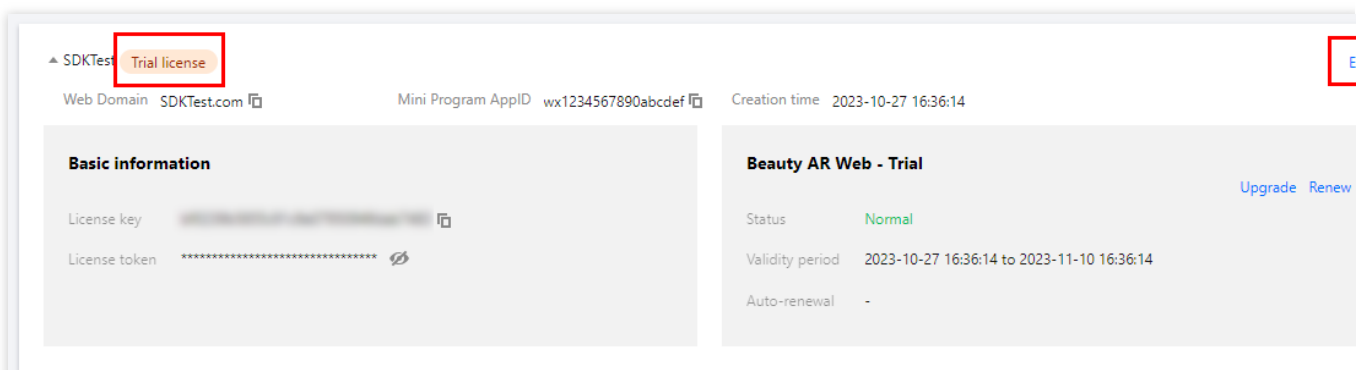 SDKTest Trial license E
Web Domain SDKTest.com Mini Program AppID wx1234567890abcdef Creation time 2023-10-27 16:36:14
Basic information
License key
License token ********************************
Beauty AR Web - Trial
Upgrade Renew
Status Normal
Validity period 2023-10-27 16:36:14 to 2023-11-10 16:36:14
Auto-renewal -